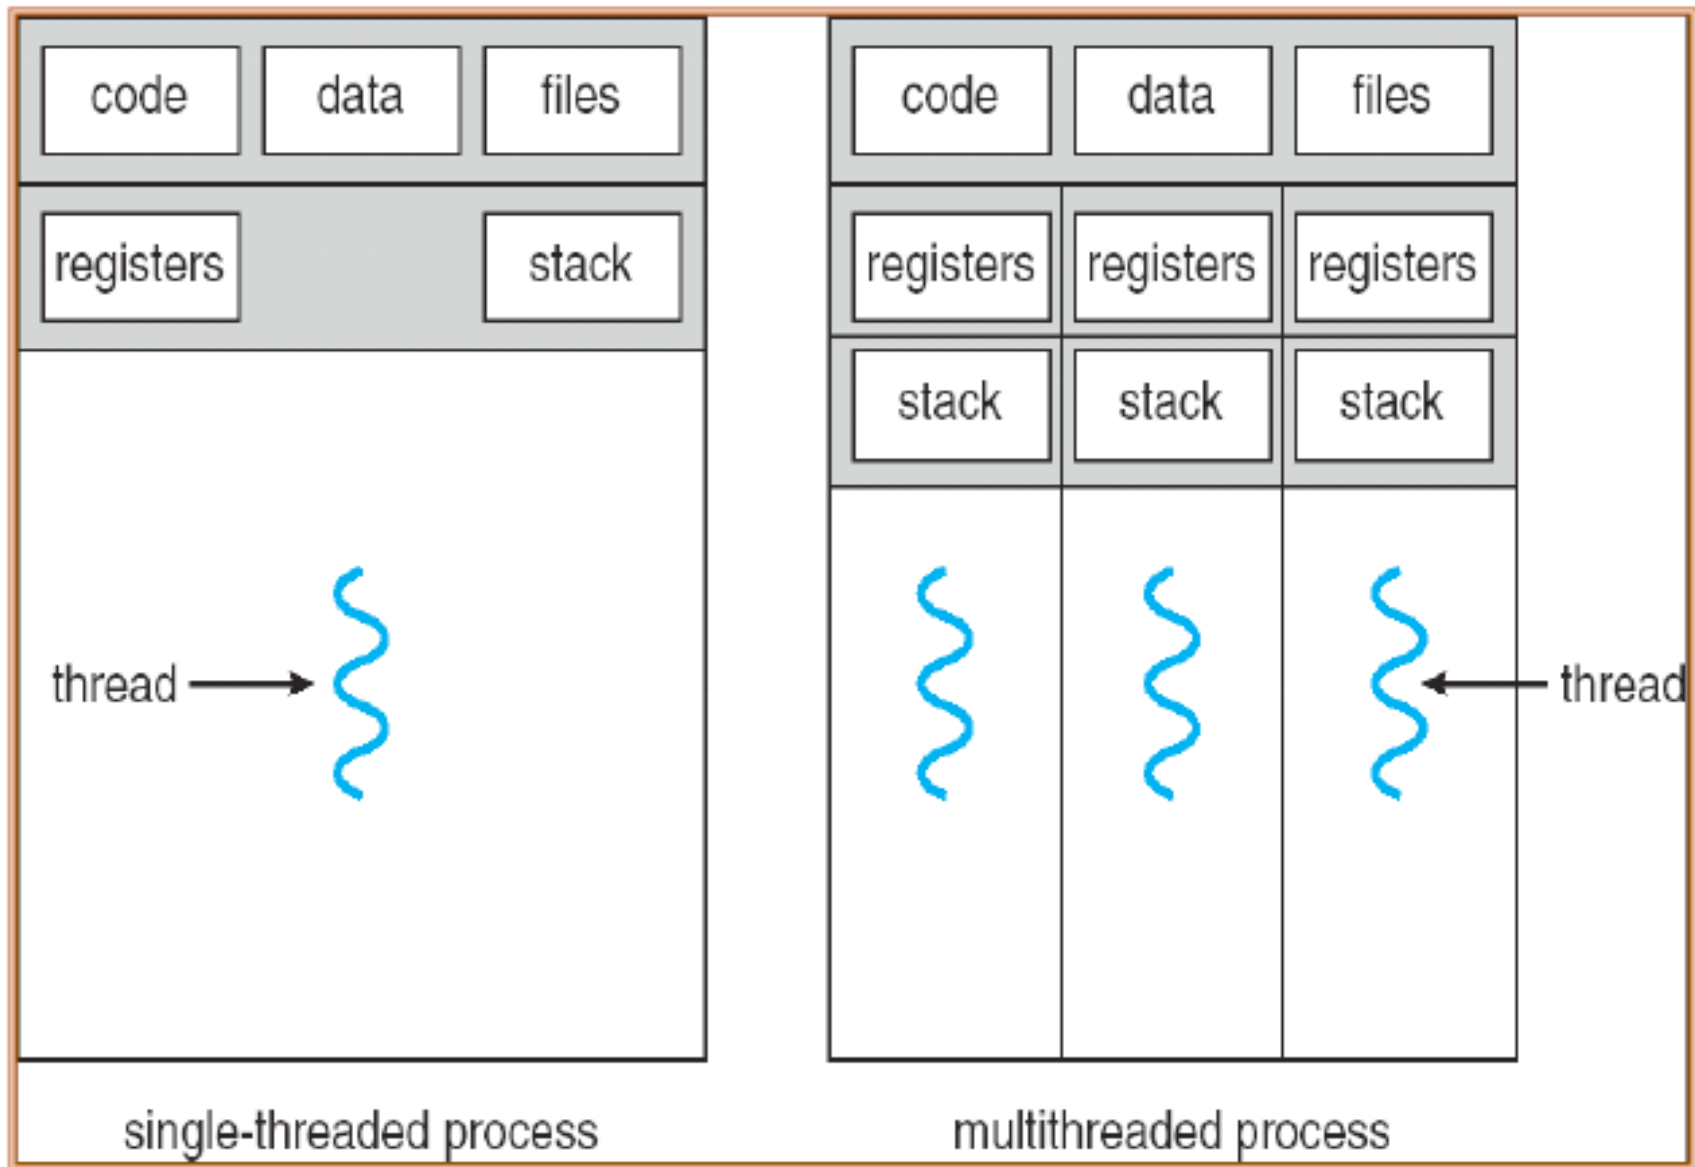 code data files
registers stack
thread
single-threaded process
code data files
registers registers registers
stack stack stack
thread
multithreaded process